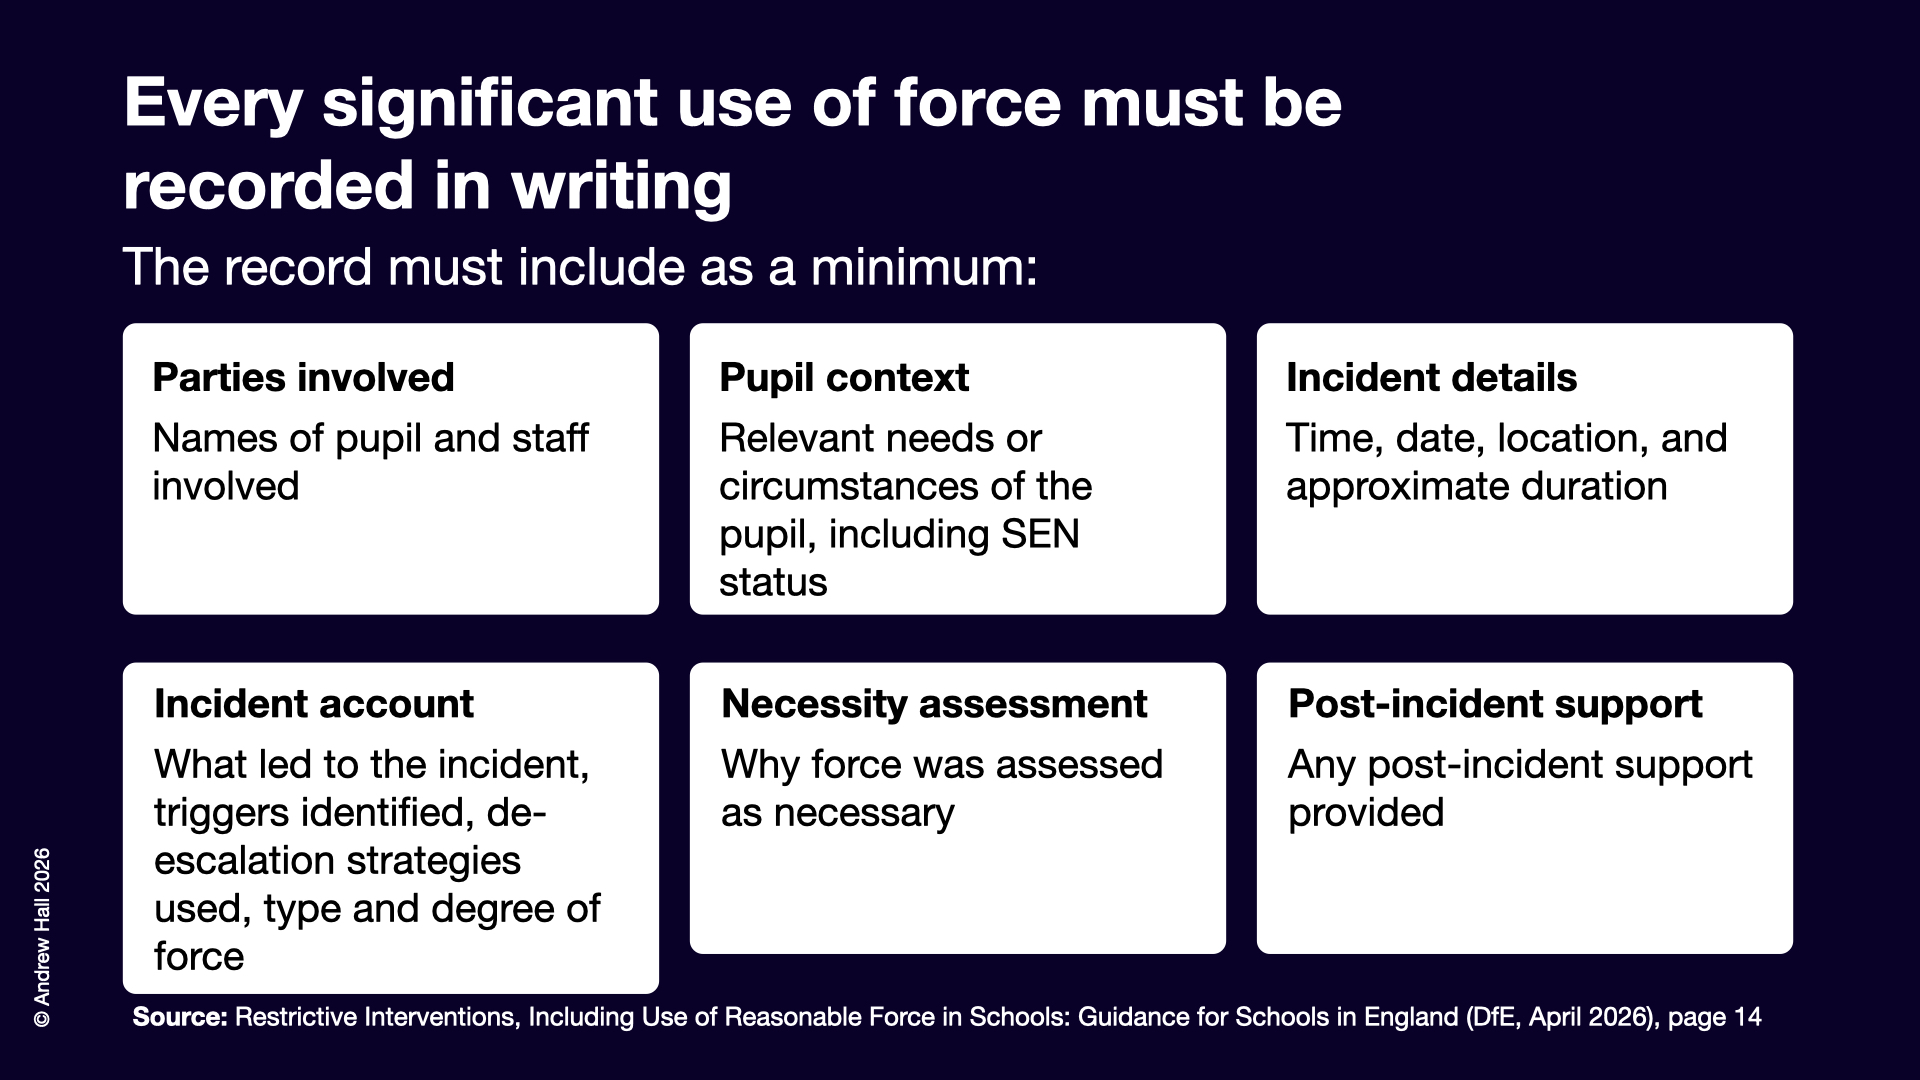 Every significant use of force must be
recorded in writing
The record must include as a minimum:
Parties involved
Names of pupil and staff
involved
Pupil context
Relevant needs or
circumstances of the
pupil, including SEN
status
Incident details
Time, date, location, and
approximate duration
Incident account
What led to the incident,
triggers identified, de-
escalation strategies
used, type and degree of
force
Necessity assessment
Why force was assessed
as necessary
Post-incident support
Any post-incident support
provided
© Andrew Hall 2026
Source: Restrictive Interventions, Including Use of Reasonable Force in Schools: Guidance for Schools in England (DfE, April 2026), page 14